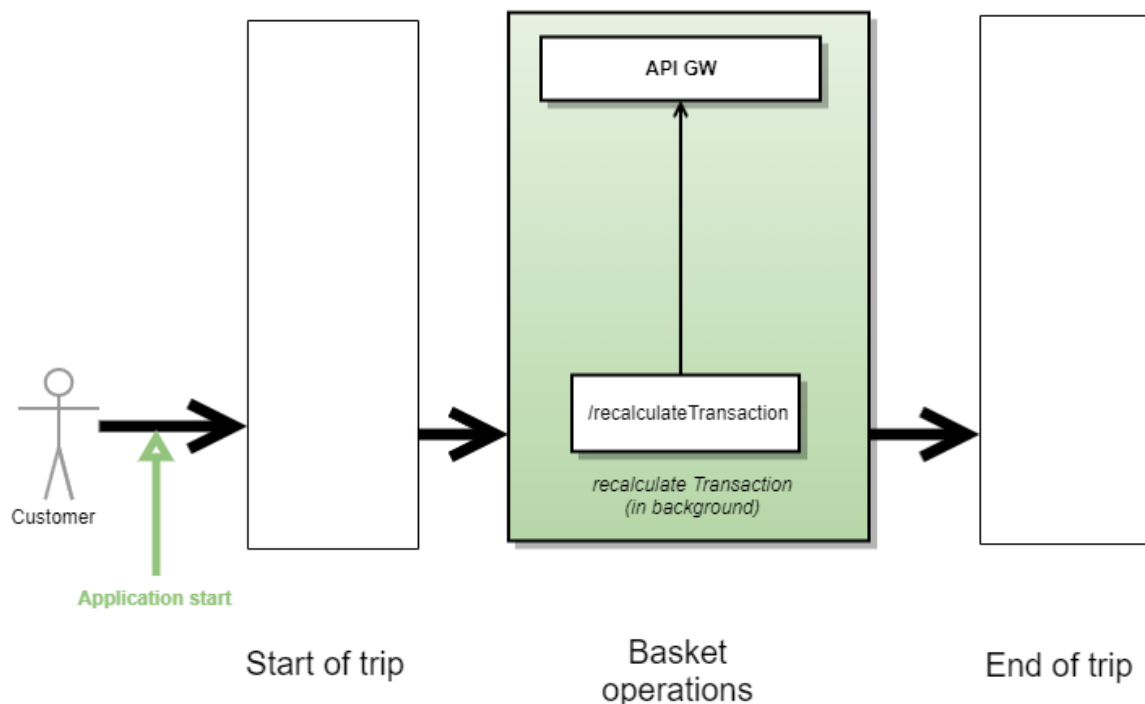 API GW
/recalculateTransaction
recalculate Transaction
(in background)
Customer
Application start
Start of trip
Basket
operations
End of trip